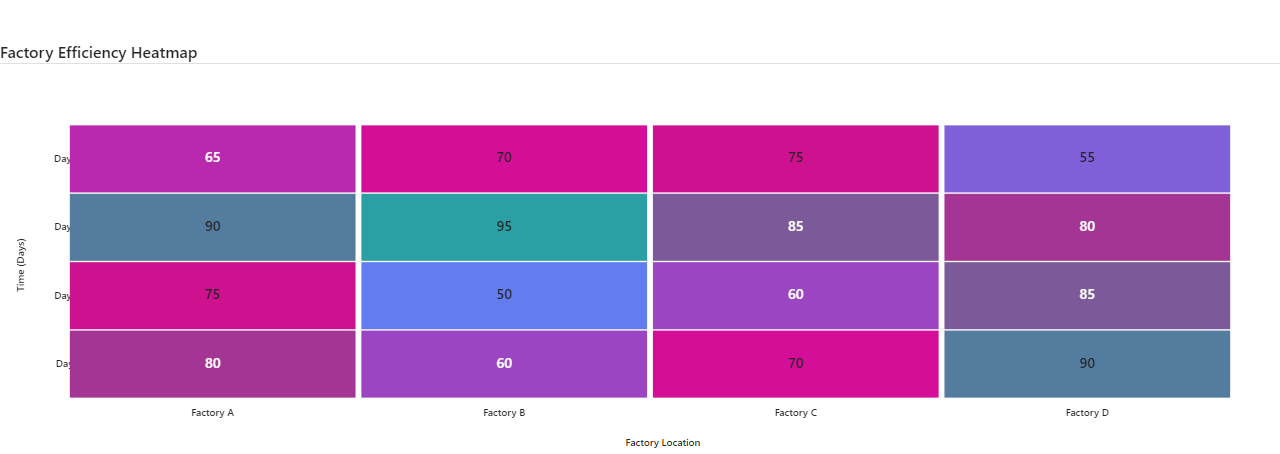 Factory Efficiency Heatmap
Day 65 70 75 55
Day 90 95 85 80
Day 75 50 60 85
Day 80 60 70 90
Time (Days)
Factory A Factory B Factory C Factory D
Factory Location